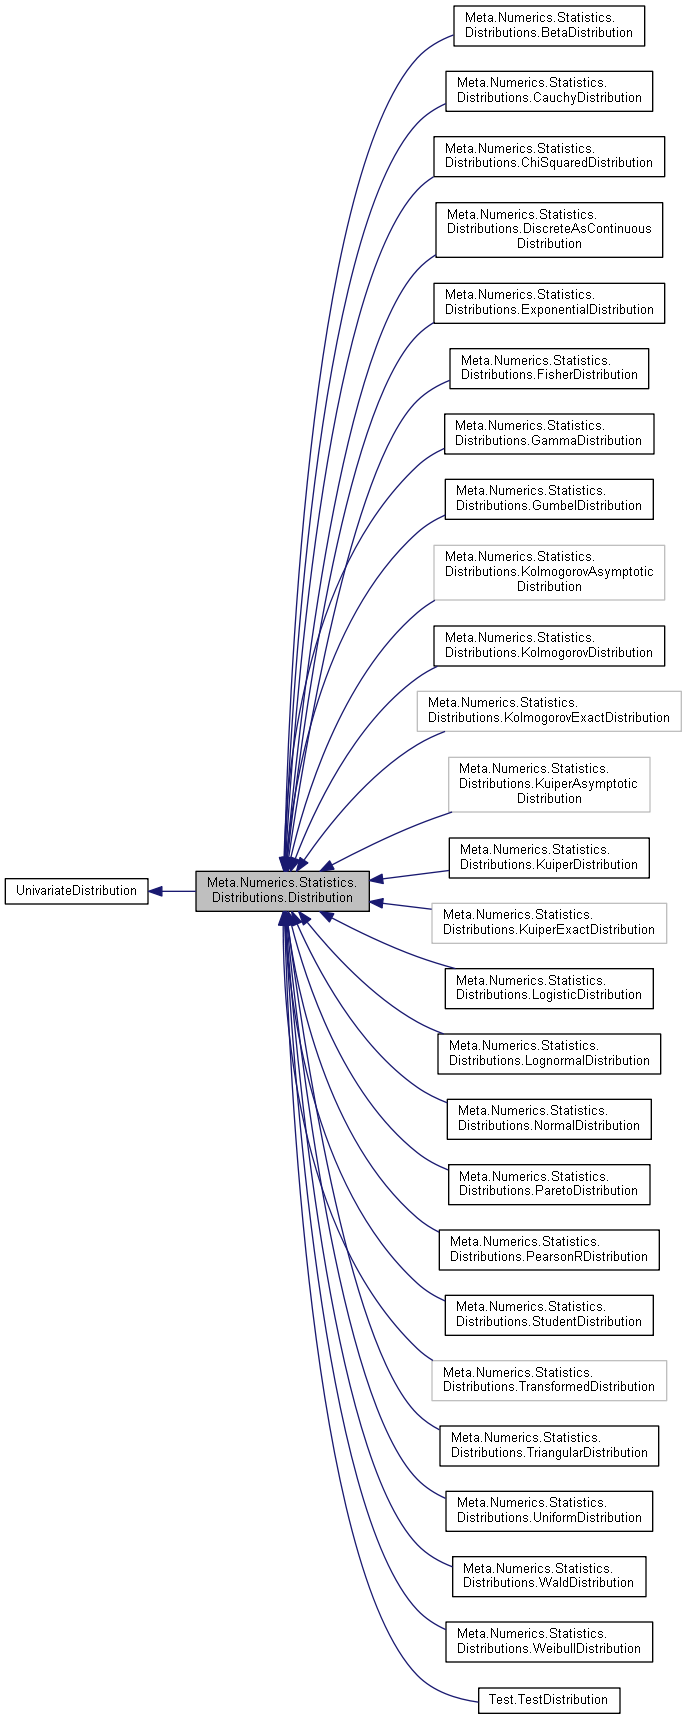 Meta.Numerics.Statistics.
Distributions.BetaDistribution
Meta.Numerics.Statistics.
Distributions.CauchyDistribution
Meta.Numerics.Statistics.
Distributions.ChiSquaredDistribution
Meta.Numerics.Statistics.
Distributions.DiscreteAsContinuous
Distribution
Meta.Numerics.Statistics.
Distributions.ExponentialDistribution
Meta.Numerics.Statistics.
Distributions.FisherDistribution
Meta.Numerics.Statistics.
Distributions.GammaDistribution
Meta.Numerics.Statistics.
Distributions.GumbelDistribution
Meta.Numerics.Statistics.
Distributions.KolmogorovAsymptotic
Distribution
Meta.Numerics.Statistics.
Distributions.KolmogorovDistribution
Meta.Numerics.Statistics.
Distributions.KolmogorovExactDistribution
Meta.Numerics.Statistics.
Distributions.KuiperAsymptotic
Distribution
Meta.Numerics.Statistics.
Distributions.KuiperDistribution
UnivariateDistribution
Meta.Numerics.Statistics.
Distributions.Distribution
Meta.Numerics.Statistics.
Distributions.KuiperExactDistribution
Meta.Numerics.Statistics.
Distributions.LogisticDistribution
Meta.Numerics.Statistics.
Distributions.LognormalDistribution
Meta.Numerics.Statistics.
Distributions.NormalDistribution
Meta.Numerics.Statistics.
Distributions.ParetoDistribution
Meta.Numerics.Statistics.
Distributions.PearsonRDistribution
Meta.Numerics.Statistics.
Distributions.StudentDistribution
Meta.Numerics.Statistics.
Distributions.TransformedDistribution
Meta.Numerics.Statistics.
Distributions.TriangularDistribution
Meta.Numerics.Statistics.
Distributions.UniformDistribution
Meta.Numerics.Statistics.
Distributions.WaldDistribution
Meta.Numerics.Statistics.
Distributions.WeibullDistribution
Test.TestDistribution